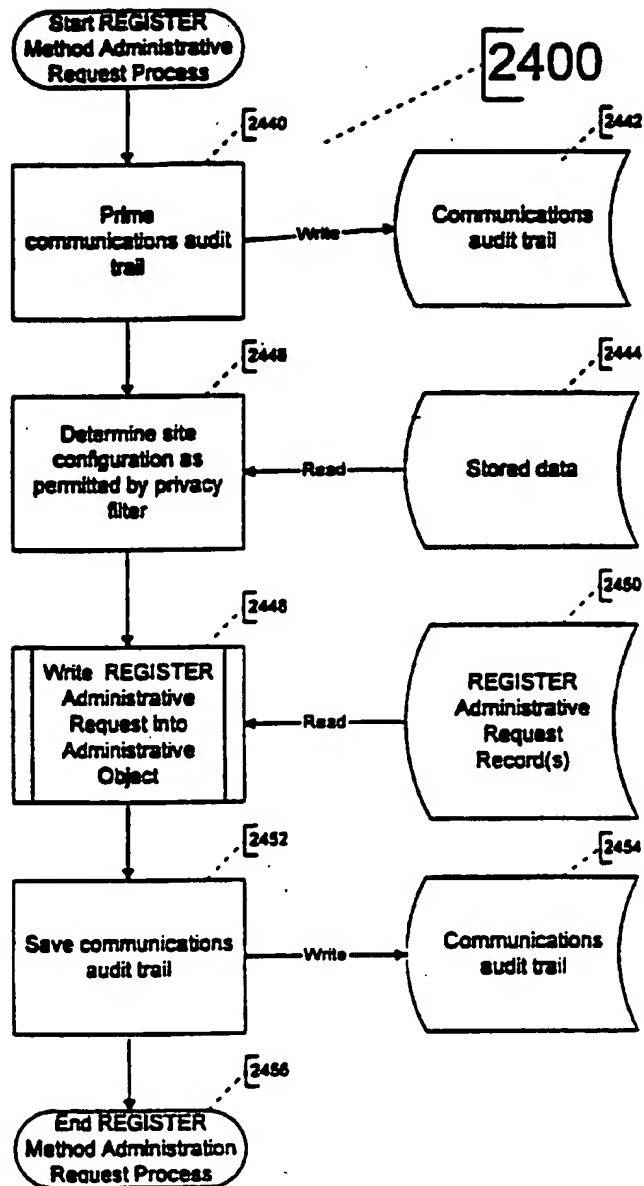 Start REGISTER
Method Administrative
Request Process
2400
2440
Prime
communications audit
trail
Write
2442
Communications
audit trail
2446
Determine site
configuration as
permitted by privacy
filter
Read
2444
Stored data
2448
Write REGISTER
Administrative
Request into
Administrative
Object
Read
2450
REGISTER
Administrative
Request
Record(s)
2452
Save communications
audit trail
Write
2454
Communications
audit trail
2456
End REGISTER
Method Administration
Request Process